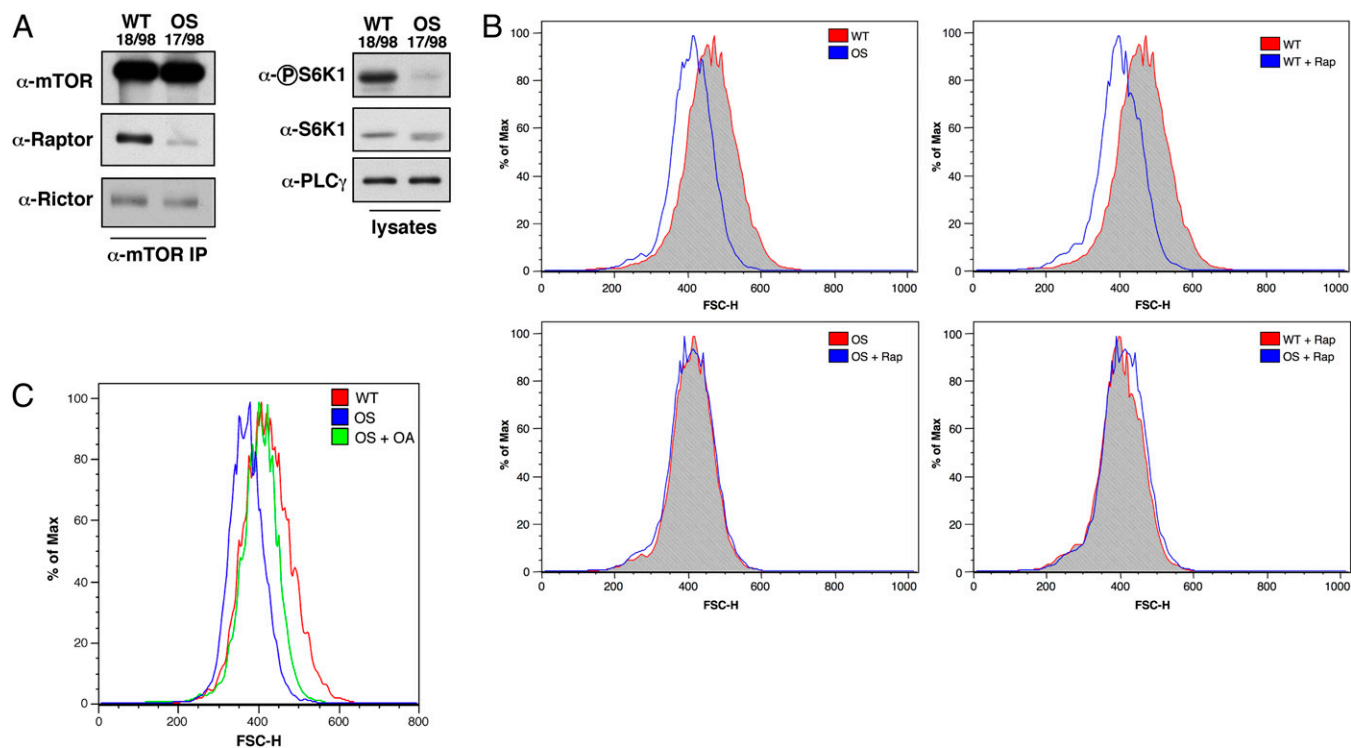 A
WT OS
18/98 17/98
α-mTOR
α-Raptor
α-Rictor
α-mTOR IP
WT OS
18/98 17/98
α-ⓅS6K1
α-S6K1
α-PLCγ
lysates
B
WT
OS
100
80
60
40
20
0
% of Max
0 200 400 600 800 1000
FSC-H
WT
WT + Rap
100
80
60
40
20
0
% of Max
0 200 400 600 800 1000
FSC-H
OS
OS + Rap
100
80
60
40
20
0
% of Max
0 200 400 600 800 1000
FSC-H
WT + Rap
OS + Rap
100
80
60
40
20
0
% of Max
0 200 400 600 800 1000
FSC-H
C
WT
OS
OS + OA
100
80
60
40
20
0
% of Max
0 200 400 600 800
FSC-H